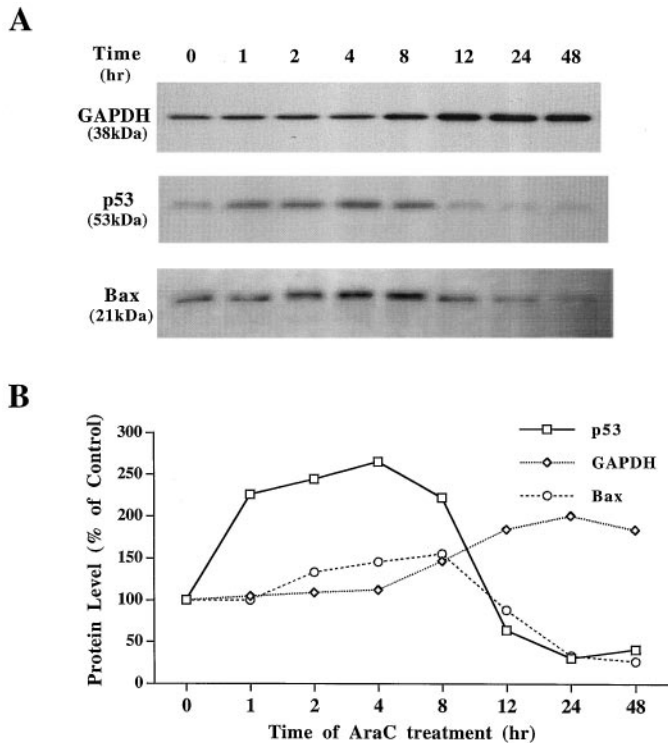 A
Time 0 1 2 4 8 12 24 48
(hr)
GAPDH
(38kDa)
p53
(53kDa)
Bax
(21kDa)
B
Protein Level (% of Control)
300
250
200
150
100
50
0
p53
GAPDH
Bax
0 1 2 4 8 12 24 48
Time of AraC treatment (hr)